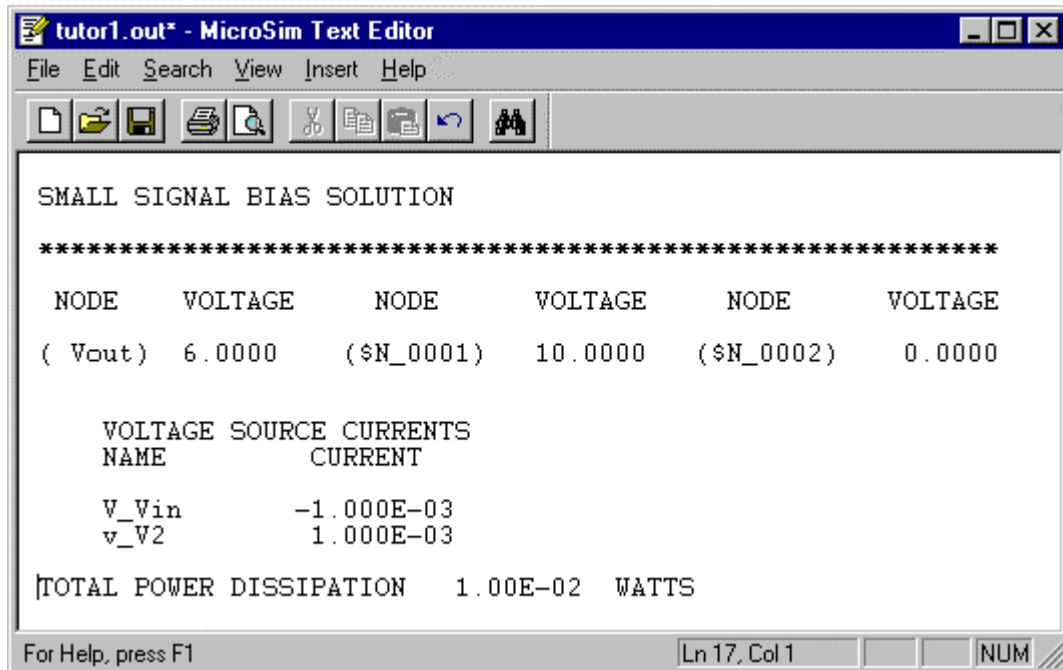 tutor1.out* - MicroSim Text Editor
File Edit Search View Insert Help
SMALL SIGNAL BIAS SOLUTION
************************************************************
NODE VOLTAGE NODE VOLTAGE NODE VOLTAGE
( Vout) 6.0000 ($N_0001) 10.0000 ($N_0002) 0.0000
VOLTAGE SOURCE CURRENTS
NAME CURRENT
V_Vin -1.000E-03
v_V2 1.000E-03
TOTAL POWER DISSIPATION 1.00E-02 WATTS
For Help, press F1 Ln 17, Col 1 NUM